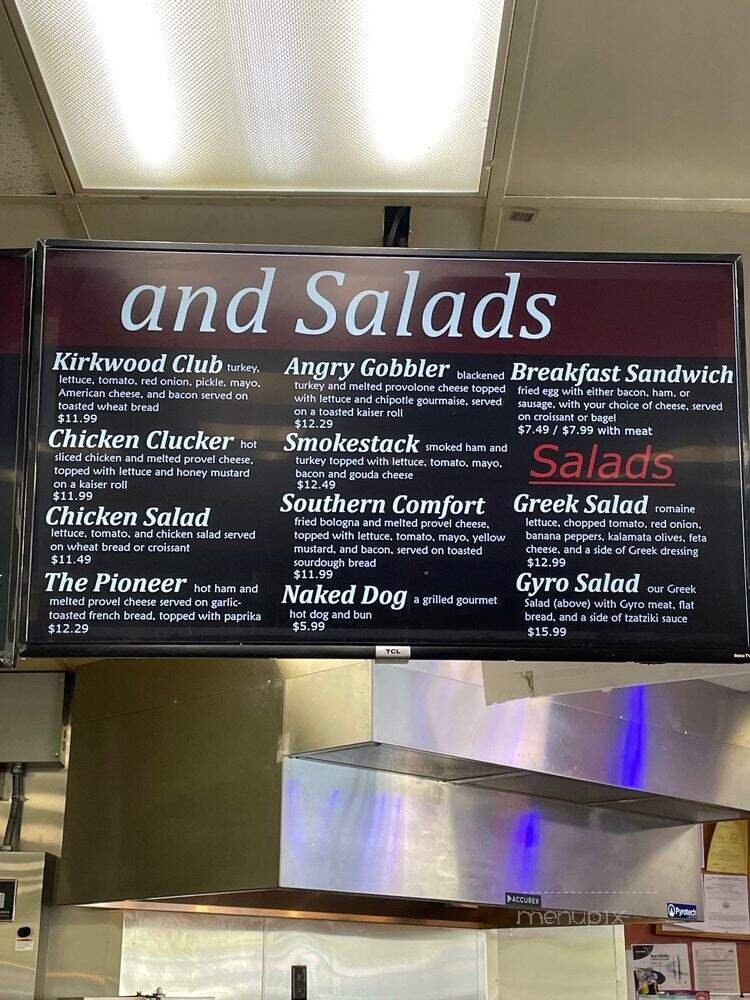 and Salads
Kirkwood Club turkey,
lettuce, tomato, red onion, pickle, mayo,
American cheese, and bacon served on
toasted wheat bread
$11.99
Chicken Clucker hot
sliced chicken and melted provel cheese,
topped with lettuce and honey mustard
on a kaiser roll
$11.99
Chicken Salad
lettuce, tomato, and chicken salad served
on wheat bread or croissant
$11.49
The Pioneer hot ham and
melted provel cheese served on garlic-
toasted french bread, topped with paprika
$12.29
Angry Gobbler blackened
turkey and melted provolone cheese topped
with lettuce and chipotle gourmaise, served
on a toasted kaiser roll
$12.29
Smokestack smoked ham and
turkey topped with lettuce, tomato, mayo,
bacon and gouda cheese
$12.49
Southern Comfort
fried bologna and melted provel cheese,
topped with lettuce, tomato, mayo, yellow
mustard, and bacon, served on toasted
sourdough bread
$11.99
Naked Dog a grilled gourmet
hot dog and bun
$5.99
Breakfast Sandwich
fried egg with either bacon, ham, or
sausage, with your choice of cheese, served
on croissant or bagel
$7.49 / $7.99 with meat
Salads
Greek Salad romaine
lettuce, chopped tomato, red onion,
banana peppers, kalamata olives, feta
cheese, and a side of Greek dressing
$12.99
Gyro Salad our Greek
Salad (above) with Gyro meat, flat
bread, and a side of tzatziki sauce
$15.99
TCL
Roku TV
ACCUREX
menupix
Pyrotech
ServSafe